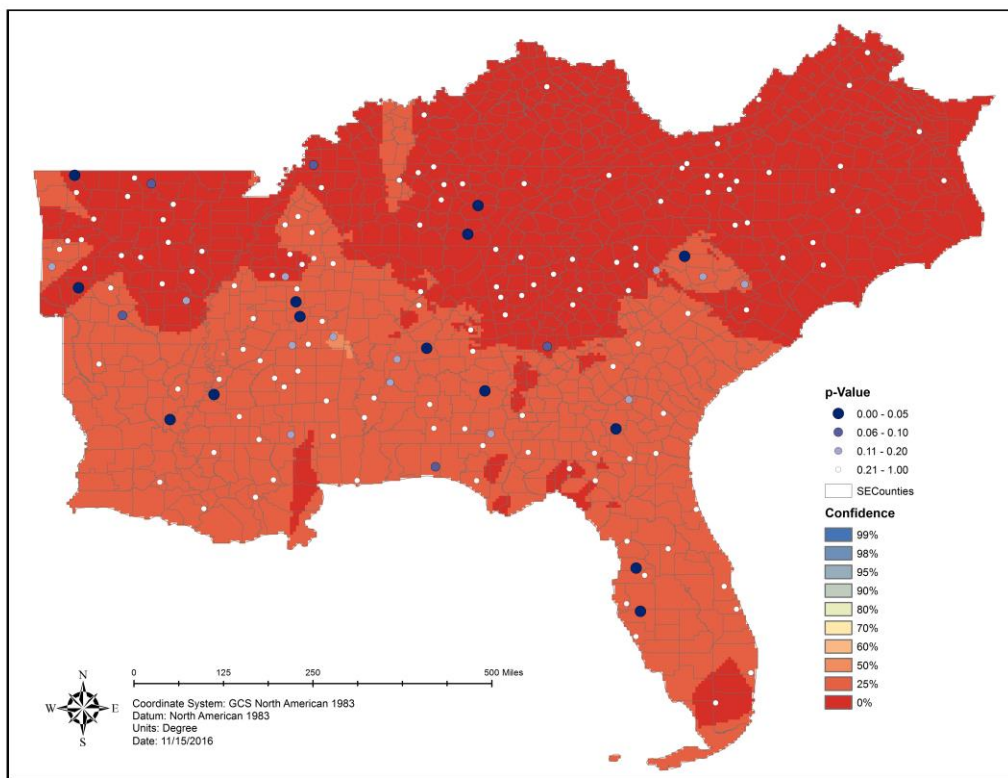 p-Value
0.00 - 0.05
0.06 - 0.10
0.11 - 0.20
0.21 - 1.00
SECounties
Confidence
99%
98%
95%
90%
80%
70%
60%
50%
25%
0%
0 125 250 500 Miles
N
W E
S
Coordinate System: GCS North American 1983
Datum: North American 1983
Units: Degree
Date: 11/15/2016